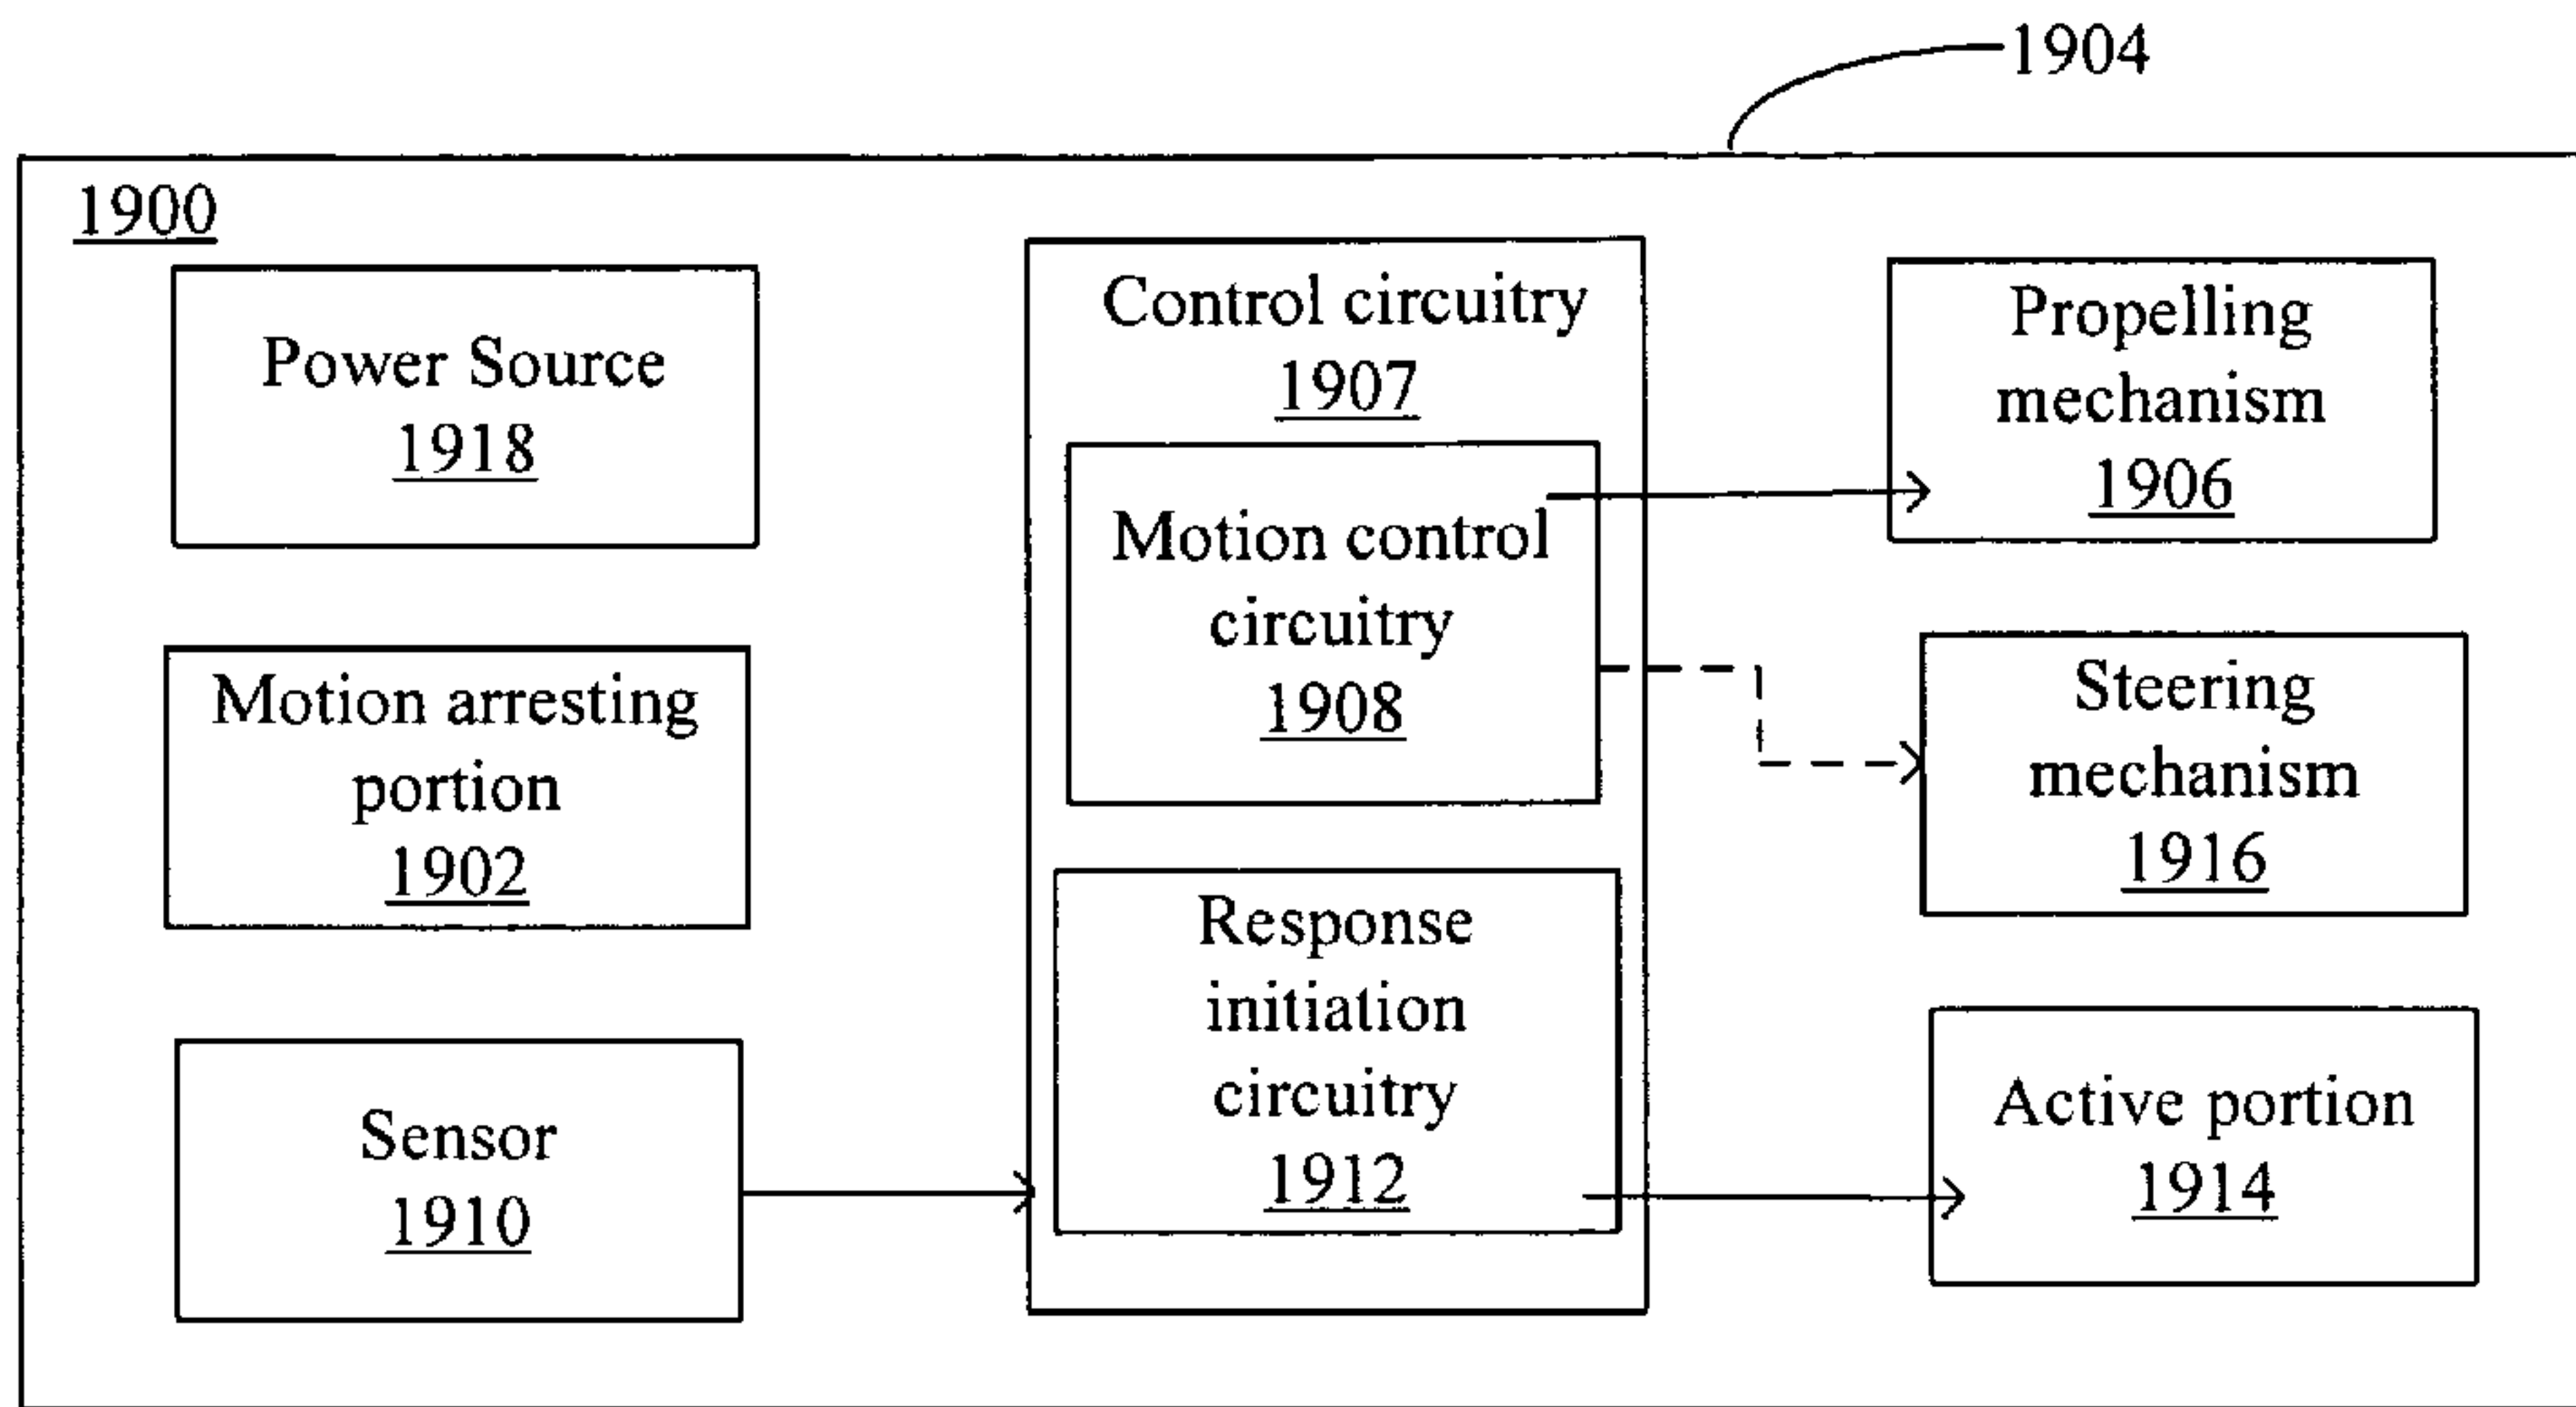 1904
1900
Power Source
1918
Motion arresting
portion
1902
Sensor
1910
Control circuitry
1907
Motion control
circuitry
1908
Response
initiation
circuitry
1912
Propelling
mechanism
1906
Steering
mechanism
1916
Active portion
1914